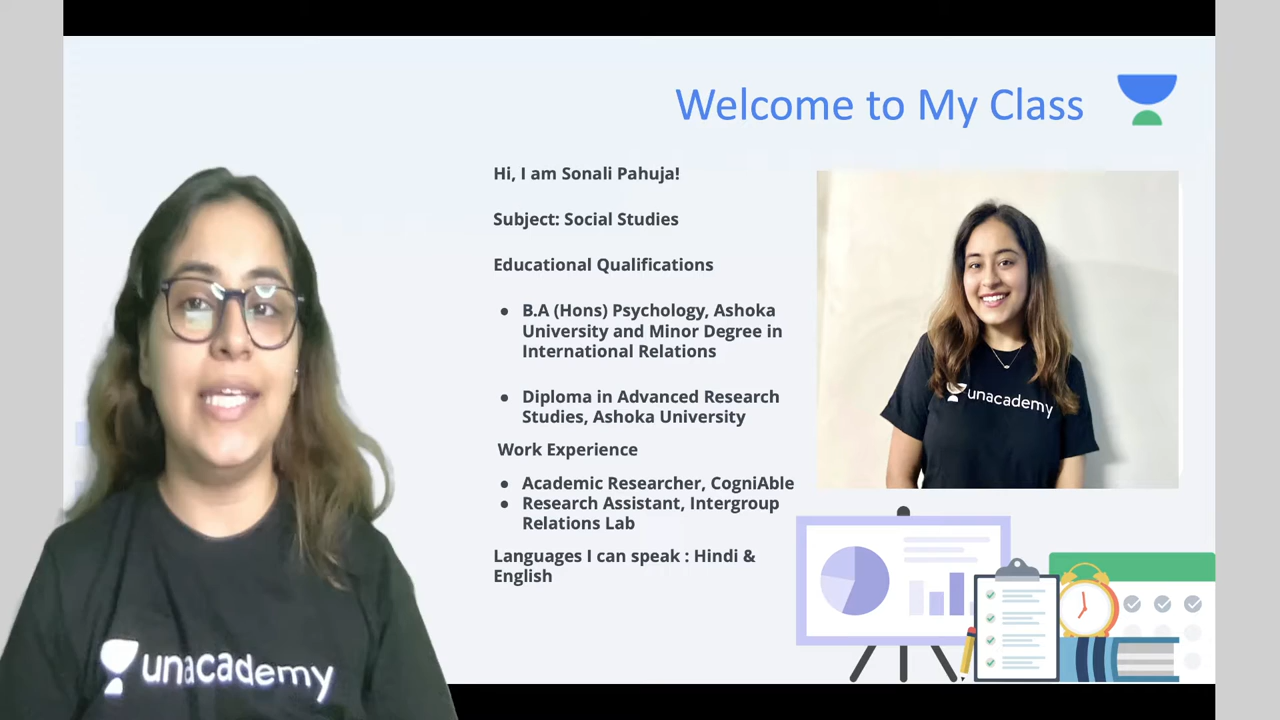 Welcome to My Class
Hi, I am Sonali Pahuja!
Subject: Social Studies
Educational Qualifications
● B.A (Hons) Psychology, Ashoka
University and Minor Degree in
International Relations
● Diploma in Advanced Research
Studies, Ashoka University
Work Experience
● Academic Researcher, CogniAble
● Research Assistant, Intergroup
Relations Lab
Languages I can speak : Hindi &
English
unacademy
unacademy